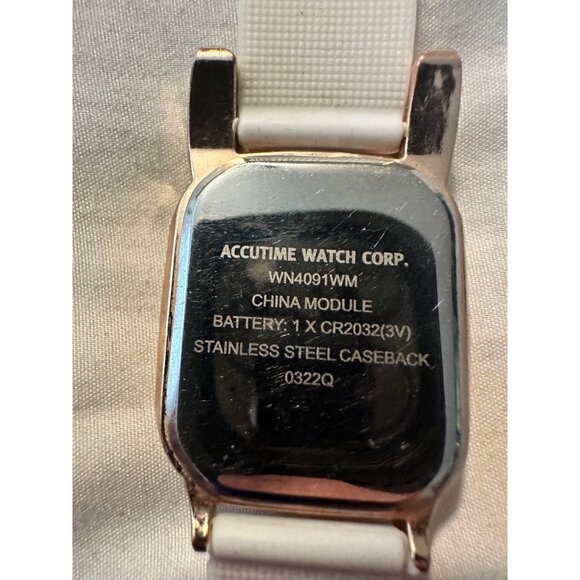 ACCUTIME WATCH CORP.
WN4091WM
CHINA MODULE
BATTERY: 1 X CR2032(3V)
STAINLESS STEEL CASEBACK
0322Q